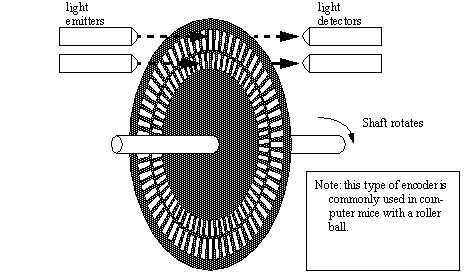 light
emitters
light
detectors
Shaft rotates
Note: this type of encoder is
commonly used in com-
puter mice with a roller
ball.